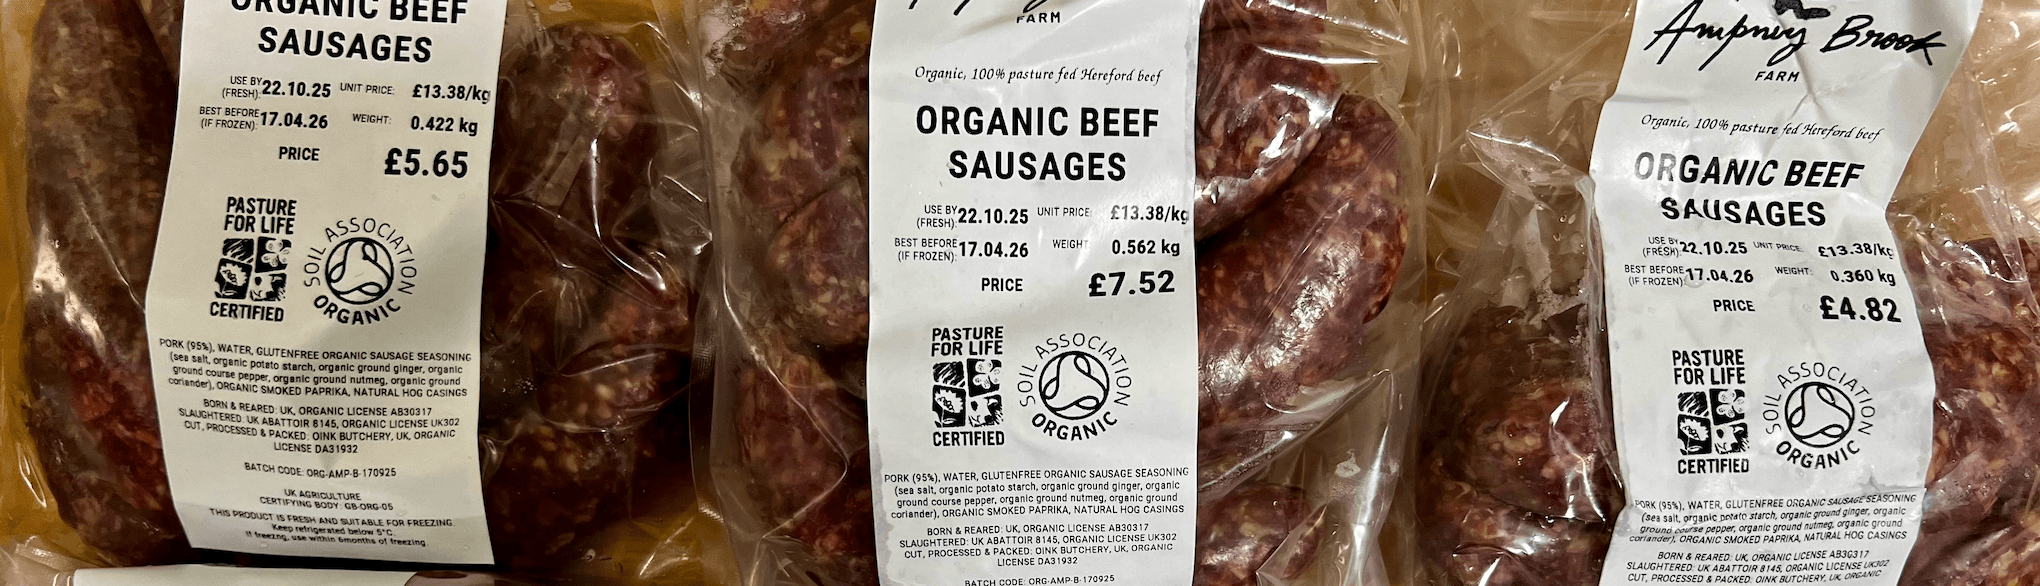 ORGANIC BEEF
SAUSAGES
USE BY (FRESH): 22.10.25 UNIT PRICE: £13.38/kg
BEST BEFORE (IF FROZEN): 17.04.26 WEIGHT: 0.422 kg
PRICE £5.65
PASTURE
FOR LIFE
CERTIFIED
SOIL ASSOCIATION
ORGANIC
PORK (95%), WATER, GLUTENFREE ORGANIC SAUSAGE SEASONING
(sea salt, organic potato starch, organic ground ginger, organic
ground course pepper, organic ground nutmeg, organic ground
coriander), ORGANIC SMOKED PAPRIKA, NATURAL HOG CASINGS
BORN & REARED: UK, ORGANIC LICENSE AB30317
SLAUGHTERED: UK ABATTOIR 8145, ORGANIC LICENSE UK302
CUT, PROCESSED & PACKED: OINK BUTCHERY, UK, ORGANIC
LICENSE DA31932
BATCH CODE: ORG-AMP-B-170925
UK AGRICULTURE
CERTIFYING BODY: GB-ORG-05
THIS PRODUCT IS FRESH AND SUITABLE FOR FREEZING.
Keep refrigerated below 5°C.
If freezng, use within 6months of freezing.
FARM
Organic, 100% pasture fed Hereford beef
ORGANIC BEEF
SAUSAGES
USE BY (FRESH): 22.10.25 UNIT PRICE: £13.38/kg
BEST BEFORE (IF FROZEN): 17.04.26 WEIGHT: 0.562 kg
PRICE £7.52
PASTURE
FOR LIFE
CERTIFIED
SOIL ASSOCIATION
ORGANIC
PORK (95%), WATER, GLUTENFREE ORGANIC SAUSAGE SEASONING
(sea salt, organic potato starch, organic ground ginger, organic
ground course pepper, organic ground nutmeg, organic ground
coriander), ORGANIC SMOKED PAPRIKA, NATURAL HOG CASINGS
BORN & REARED: UK, ORGANIC LICENSE AB30317
SLAUGHTERED: UK ABATTOIR 8145, ORGANIC LICENSE UK302
CUT, PROCESSED & PACKED: OINK BUTCHERY, UK, ORGANIC
LICENSE DA31932
BATCH CODE: ORG-AMP-B-170925
Ampney Brook
FARM
Organic, 100% pasture fed Hereford beef
ORGANIC BEEF
SAUSAGES
USE BY (FRESH): 22.10.25 UNIT PRICE: £13.38/kg
BEST BEFORE (IF FROZEN): 17.04.26 WEIGHT: 0.360 kg
PRICE £4.82
PASTURE
FOR LIFE
CERTIFIED
SOIL ASSOCIATION
ORGANIC
PORK (95%), WATER, GLUTENFREE ORGANIC SAUSAGE SEASONING
(sea salt, organic potato starch, organic ground ginger, organic
ground course pepper, organic ground nutmeg, organic ground
coriander), ORGANIC SMOKED PAPRIKA, NATURAL HOG CASINGS
BORN & REARED: UK, ORGANIC LICENSE AB30317
SLAUGHTERED: UK ABATTOIR 8145, ORGANIC LICENSE UK302
CUT, PROCESSED & PACKED: OINK BUTCHERY, UK, ORGANIC